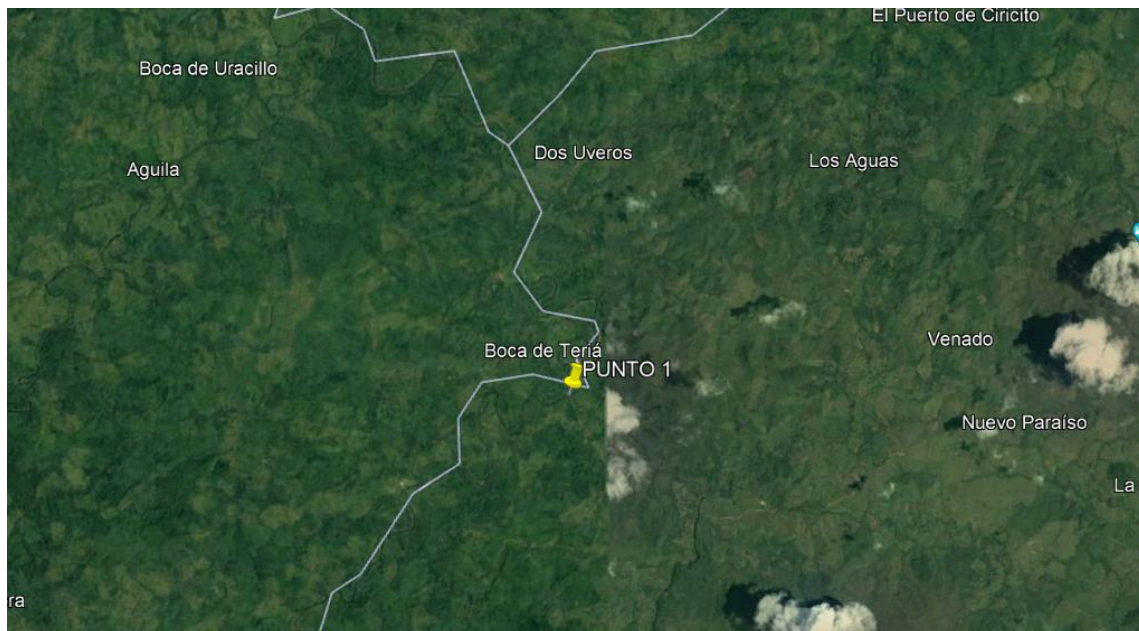 El Puerto de Ciricito
Boca de Uracillo
Dos Uveros
Los Aguas
Aguila
Venado
Boca de Teriá
PUNTO 1
Nuevo Paraíso
La
ra